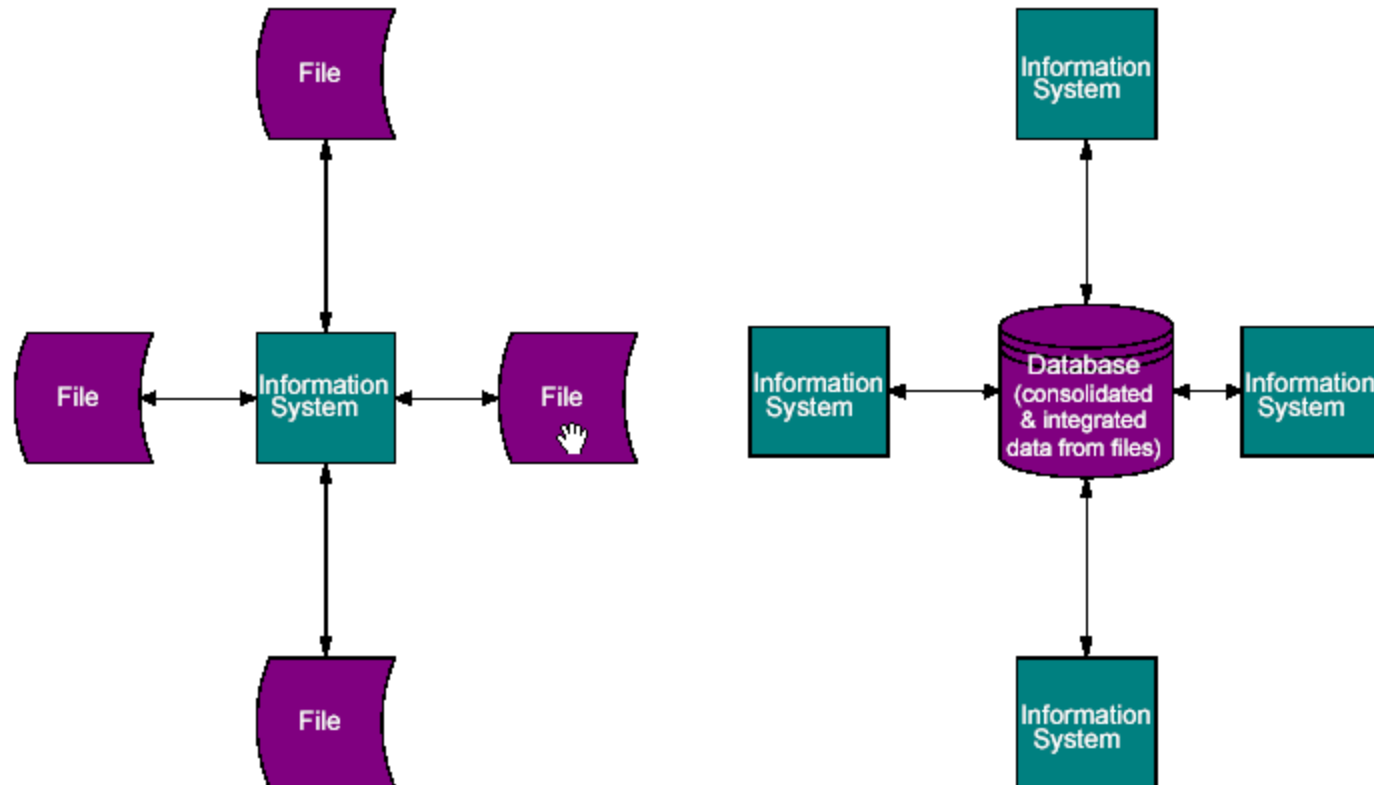 File
Information
System
File
Information
System
File
Information
System
Database
(consolidated
& integrated
data from files)
Information
System
File
Information
System